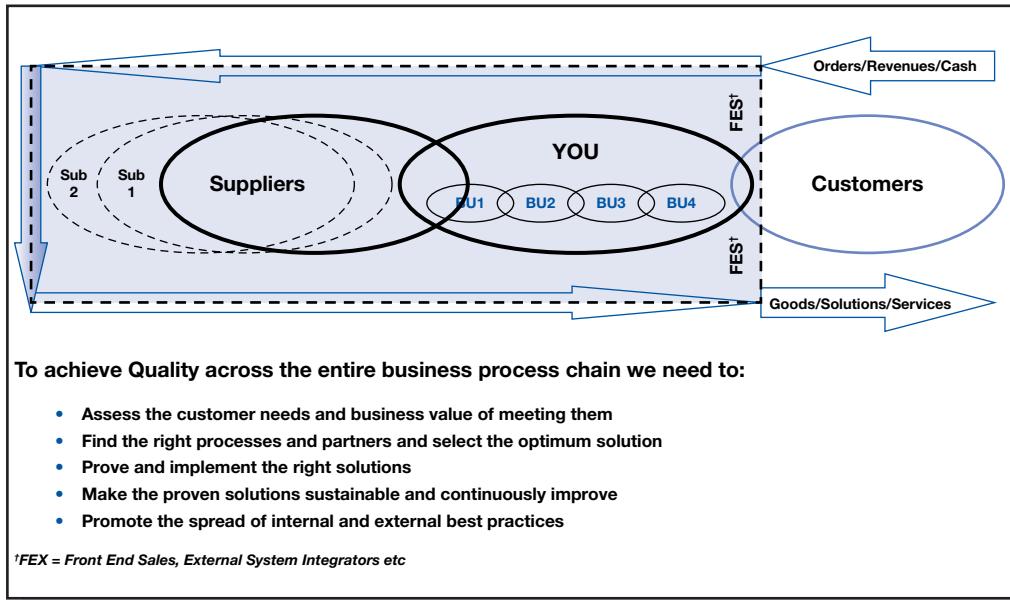 Orders/Revenues/Cash
FES†
YOU
Sub
2
Sub
1
Suppliers
Customers
BU1
BU2
BU3
BU4
FES†
Goods/Solutions/Services
To achieve Quality across the entire business process chain we need to:
• Assess the customer needs and business value of meeting them
• Find the right processes and partners and select the optimum solution
• Prove and implement the right solutions
• Make the proven solutions sustainable and continuously improve
• Promote the spread of internal and external best practices
†FEX = Front End Sales, External System Integrators etc